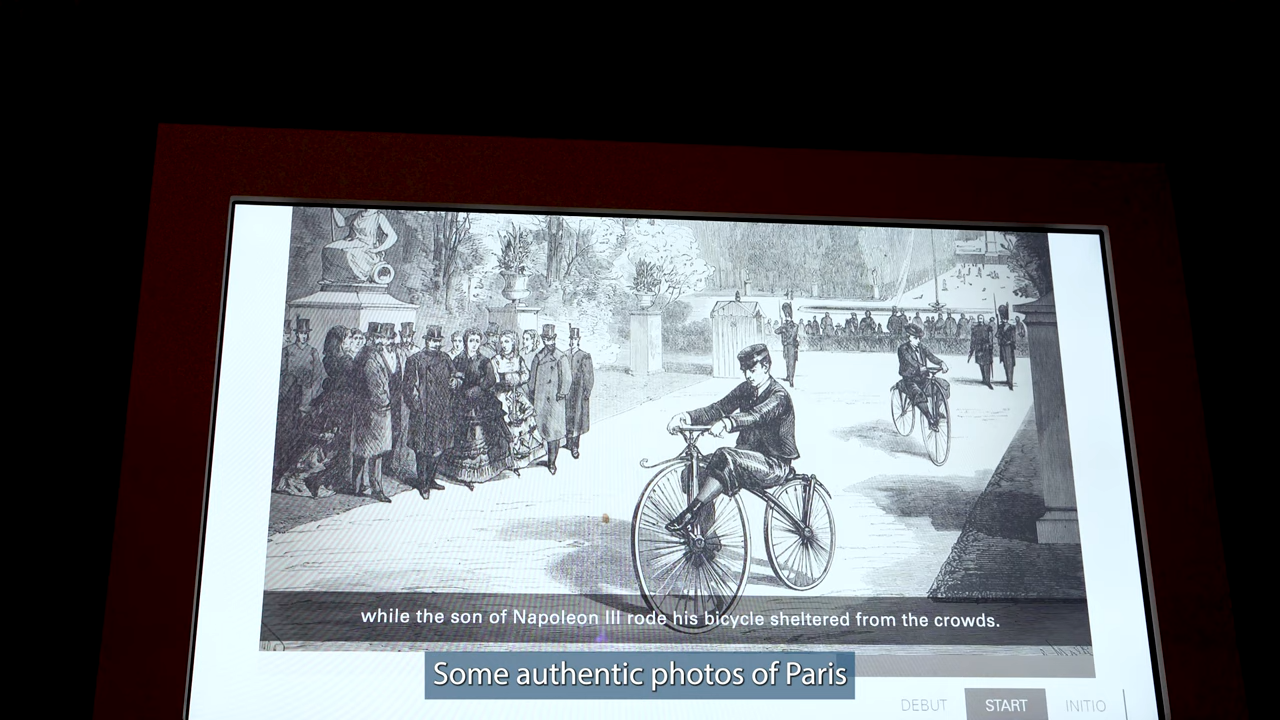 while the son of Napoleon III rode his bicycle sheltered from the crowds.
Some authentic photos of Paris
DEBUT START INITIO